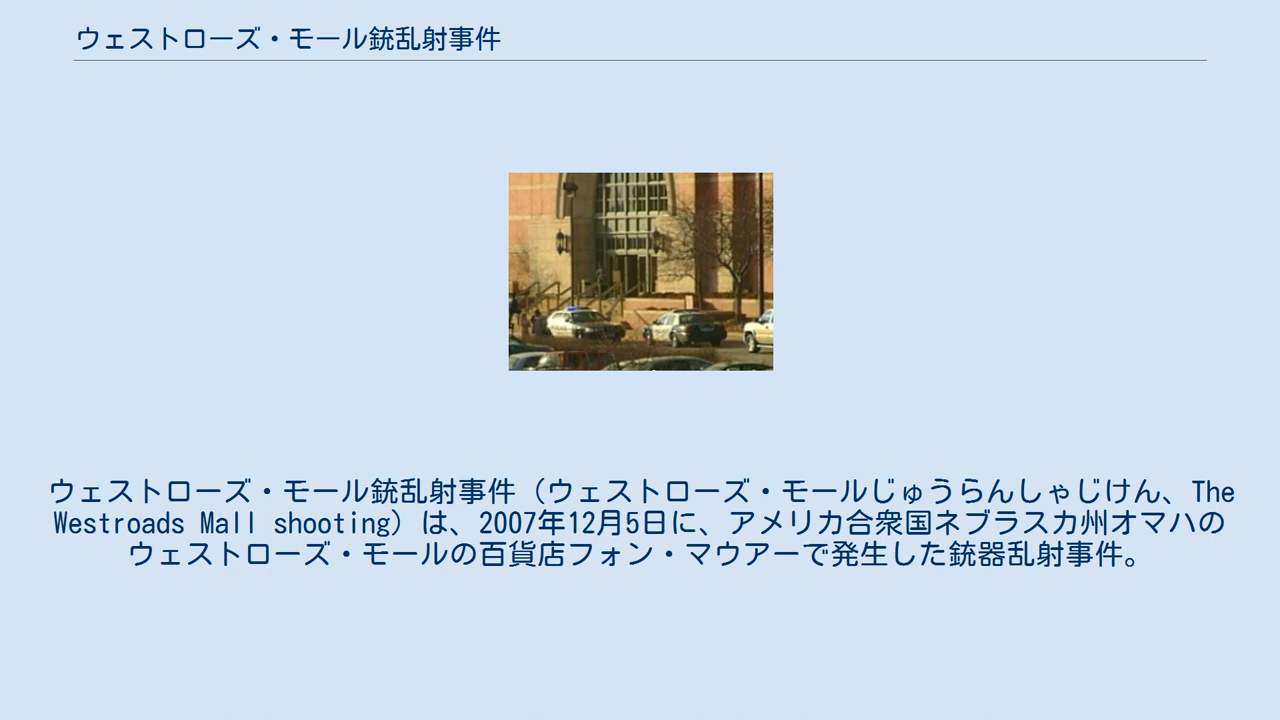 ウェストローズ・モール銃乱射事件
ウェストローズ・モール銃乱射事件（ウェストローズ・モールじゅうらんしゃじけん、The
Westroads Mall shooting）は、2007年12月5日に、アメリカ合衆国ネブラスカ州オマハの
ウェストローズ・モールの百貨店フォン・マウアーで発生した銃器乱射事件。